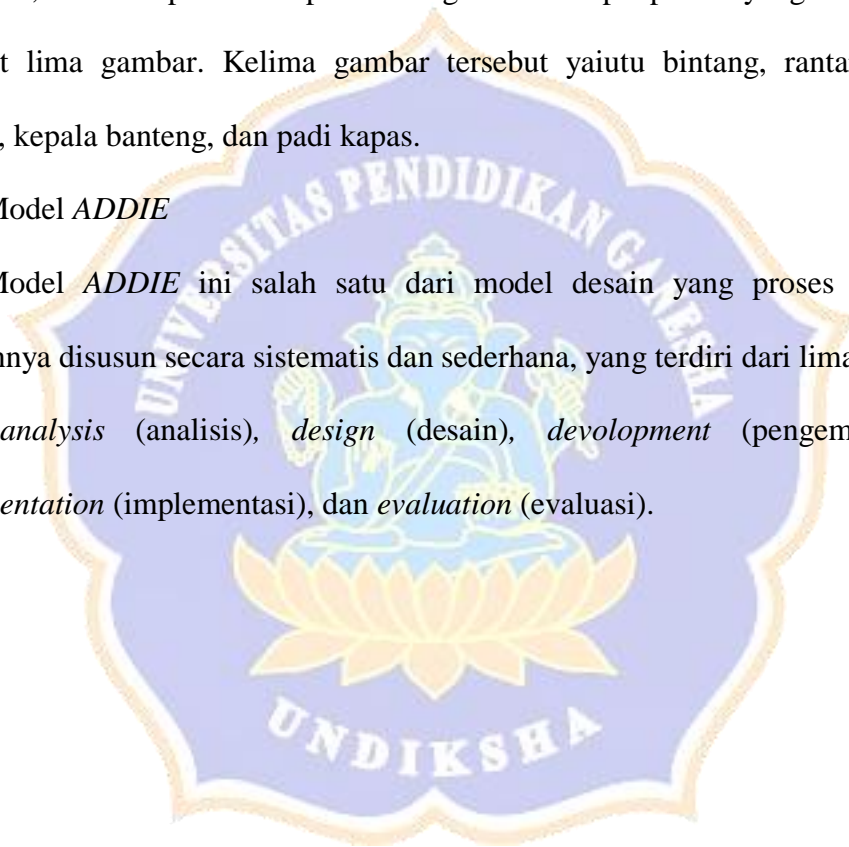 t lima gambar. Kelima gambar tersebut yaiutu bintang, ranta
, kepala banteng, dan padi kapas.
Model ADDIE
Model ADDIE ini salah satu dari model desain yang proses
nnya disusun secara sistematis dan sederhana, yang terdiri dari lima
analysis (analisis), design (desain), devolopment (pengem
entation (implementasi), dan evaluation (evaluasi).
UNIVERSITAS PENDIDIKAN GANESHA
UNDIKSHA